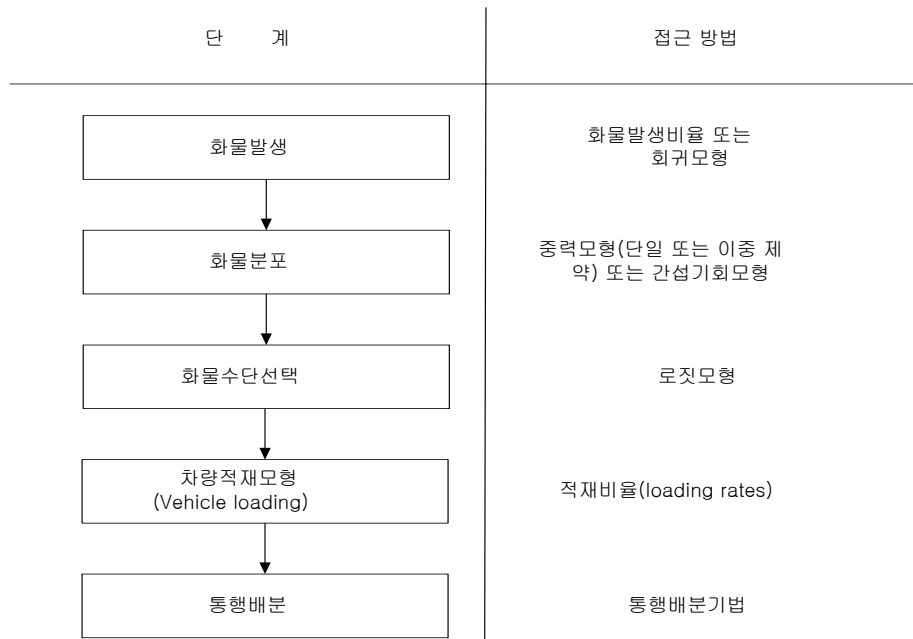 단 계
접근 방법
화물발생
화물발생비율 또는
회귀모형
화물분포
중력모형(단일 또는 이중 제
약) 또는 간섭기회모형
화물수단선택
로짓모형
차량적재모형
(Vehicle loading)
적재비율(loading rates)
통행배분
통행배분기법